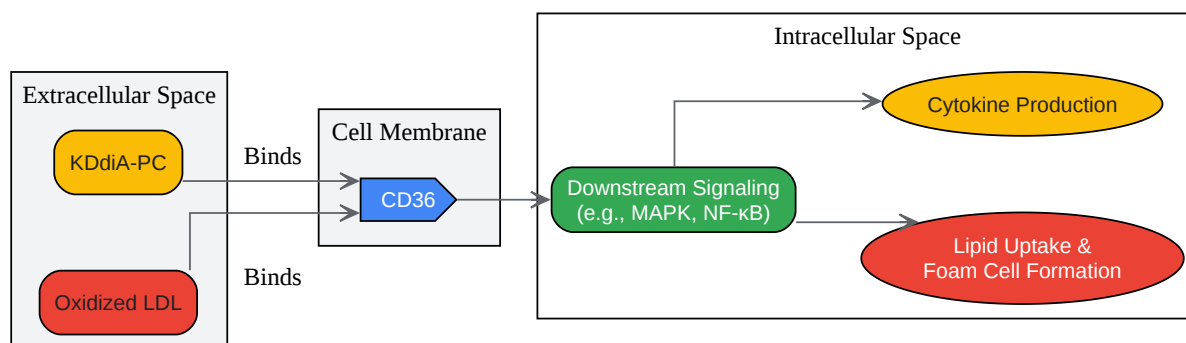 Intracellular Space
Extracellular Space
KDdiA-PC
Oxidized LDL
Binds
Binds
Cell Membrane
CD36
Downstream Signaling
(e.g., MAPK, NF-κB)
Cytokine Production
Lipid Uptake &
Foam Cell Formation